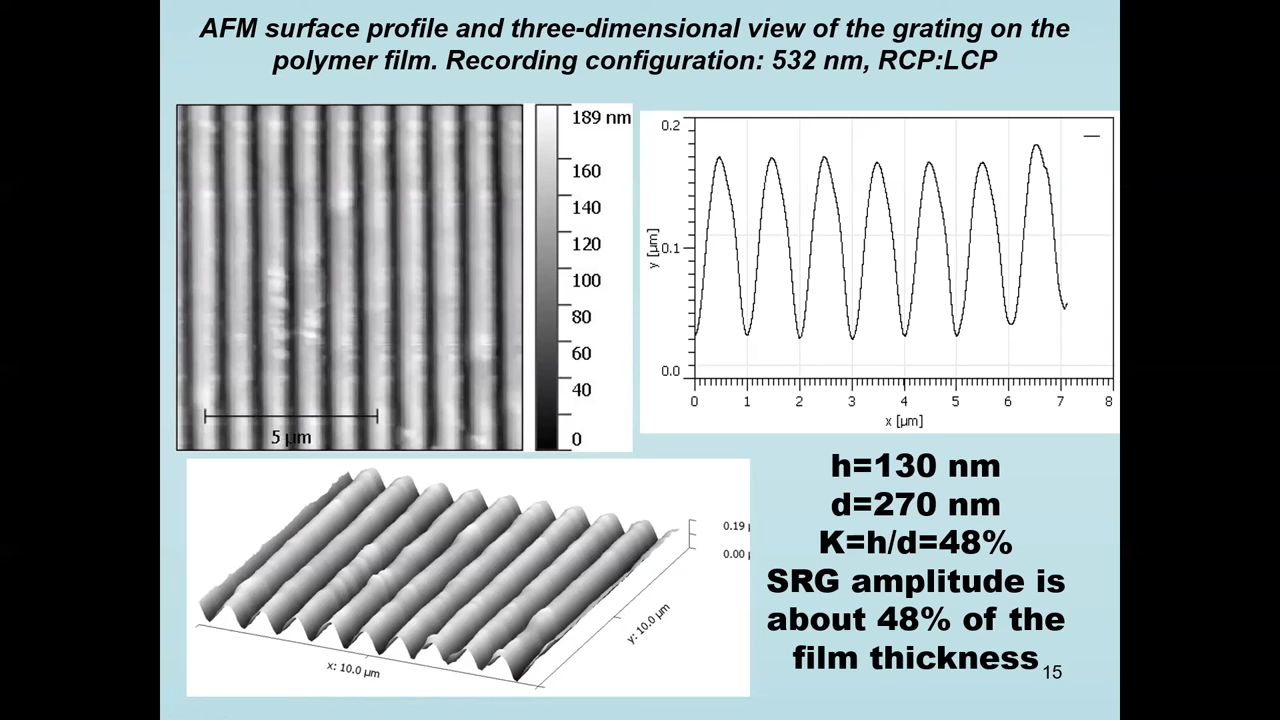 AFM surface profile and three-dimensional view of the grating on the
polymer film. Recording configuration: 532 nm, RCP:LCP
189 nm
160
140
120
100
80
60
40
0
5 µm
0.2
0.1
0.0
y [µm]
0 1 2 3 4 5 6 7 8
x [µm]
0.19
0.00
y: 10.0 µm
x: 10.0 µm
h=130 nm
d=270 nm
K=h/d=48%
SRG amplitude is
about 48% of the
film thickness
15